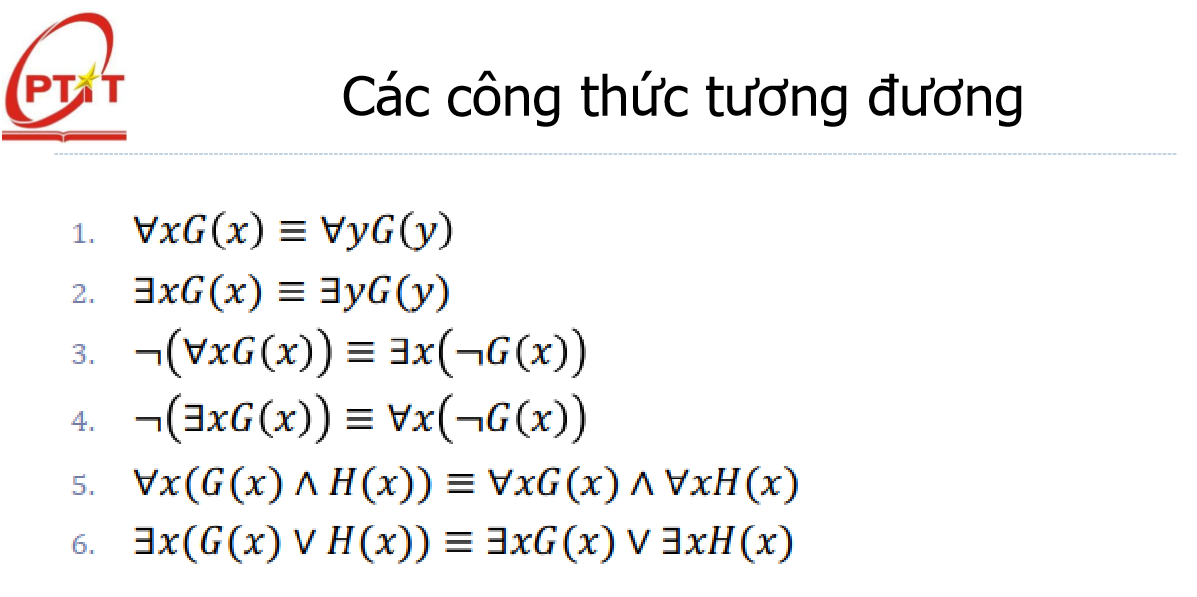 PTIT
Các công thức tương đương
1. ∀xG(x) ≡ ∀yG(y)
2. ∃xG(x) ≡ ∃yG(y)
3. ¬(∀xG(x)) ≡ ∃x(¬G(x))
4. ¬(∃xG(x)) ≡ ∀x(¬G(x))
5. ∀x(G(x) ∧ H(x)) ≡ ∀xG(x) ∧ ∀xH(x)
6. ∃x(G(x) ∨ H(x)) ≡ ∃xG(x) ∨ ∃xH(x)